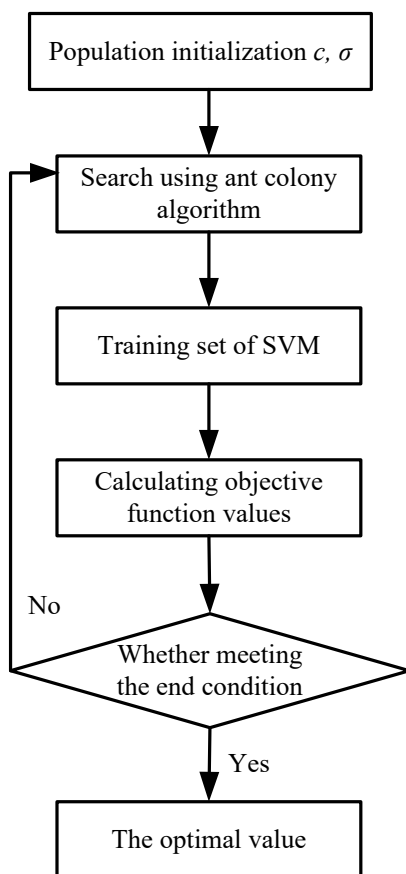 Population initialization c, σ
Search using ant colony
algorithm
Training set of SVM
Calculating objective
function values
No
Whether meeting
the end condition
Yes
The optimal value